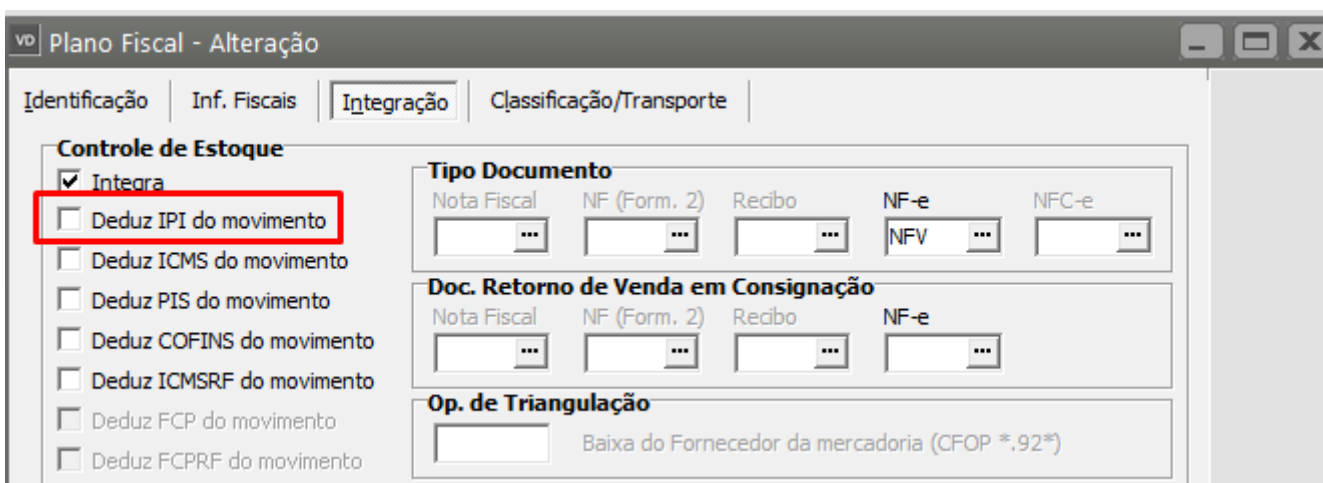 VD Plano Fiscal - Alteração
Identificação Inf. Fiscais Integração Classificação/Transporte
Controle de Estoque
Integra
Deduz IPI do movimento
Deduz ICMS do movimento
Deduz PIS do movimento
Deduz COFINS do movimento
Deduz ICMSRF do movimento
Deduz FCP do movimento
Deduz FCPRF do movimento
Tipo Documento
Nota Fiscal NF (Form. 2) Recibo NF-e NFC-e
... ... ... NFV ... ...
Doc. Retorno de Venda em Consignação
Nota Fiscal NF (Form. 2) Recibo NF-e
... ... ... ...
Op. de Triangulação
Baixa do Fornecedor da mercadoria (CFOP *.92*)